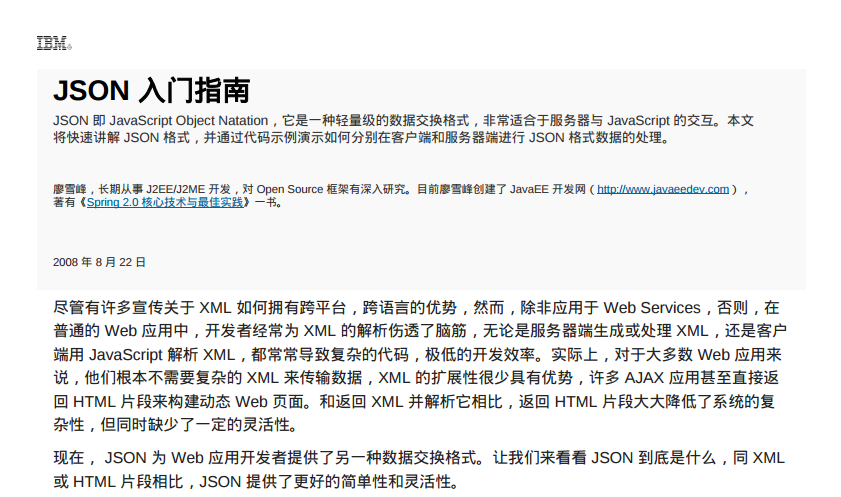 IBM®
JSON 入门指南
JSON 即 JavaScript Object Natation，它是一种轻量级的数据交换格式，非常适合于服务器与 JavaScript 的交互。本文
将快速讲解 JSON 格式，并通过代码示例演示如何分别在客户端和服务器端进行 JSON 格式数据的处理。
廖雪峰，长期从事 J2EE/J2ME 开发，对 Open Source 框架有深入研究。目前廖雪峰创建了 JavaEE 开发网（http://www.javaeedev.com），
著有《Spring 2.0 核心技术与最佳实践》一书。
2008 年 8 月 22 日
尽管有许多宣传关于 XML 如何拥有跨平台，跨语言的优势，然而，除非应用于 Web Services，否则，在
普通的 Web 应用中，开发者经常为 XML 的解析伤透了脑筋，无论是服务器端生成或处理 XML，还是客户
端用 JavaScript 解析 XML，都常常导致复杂的代码，极低的开发效率。实际上，对于大多数 Web 应用来
说，他们根本不需要复杂的 XML 来传输数据，XML 的扩展性很少具有优势，许多 AJAX 应用甚至直接返
回 HTML 片段来构建动态 Web 页面。和返回 XML 并解析它相比，返回 HTML 片段大大降低了系统的复
杂性，但同时缺少了一定的灵活性。
现在， JSON 为 Web 应用开发者提供了另一种数据交换格式。让我们来看看 JSON 到底是什么，同 XML
或 HTML 片段相比，JSON 提供了更好的简单性和灵活性。